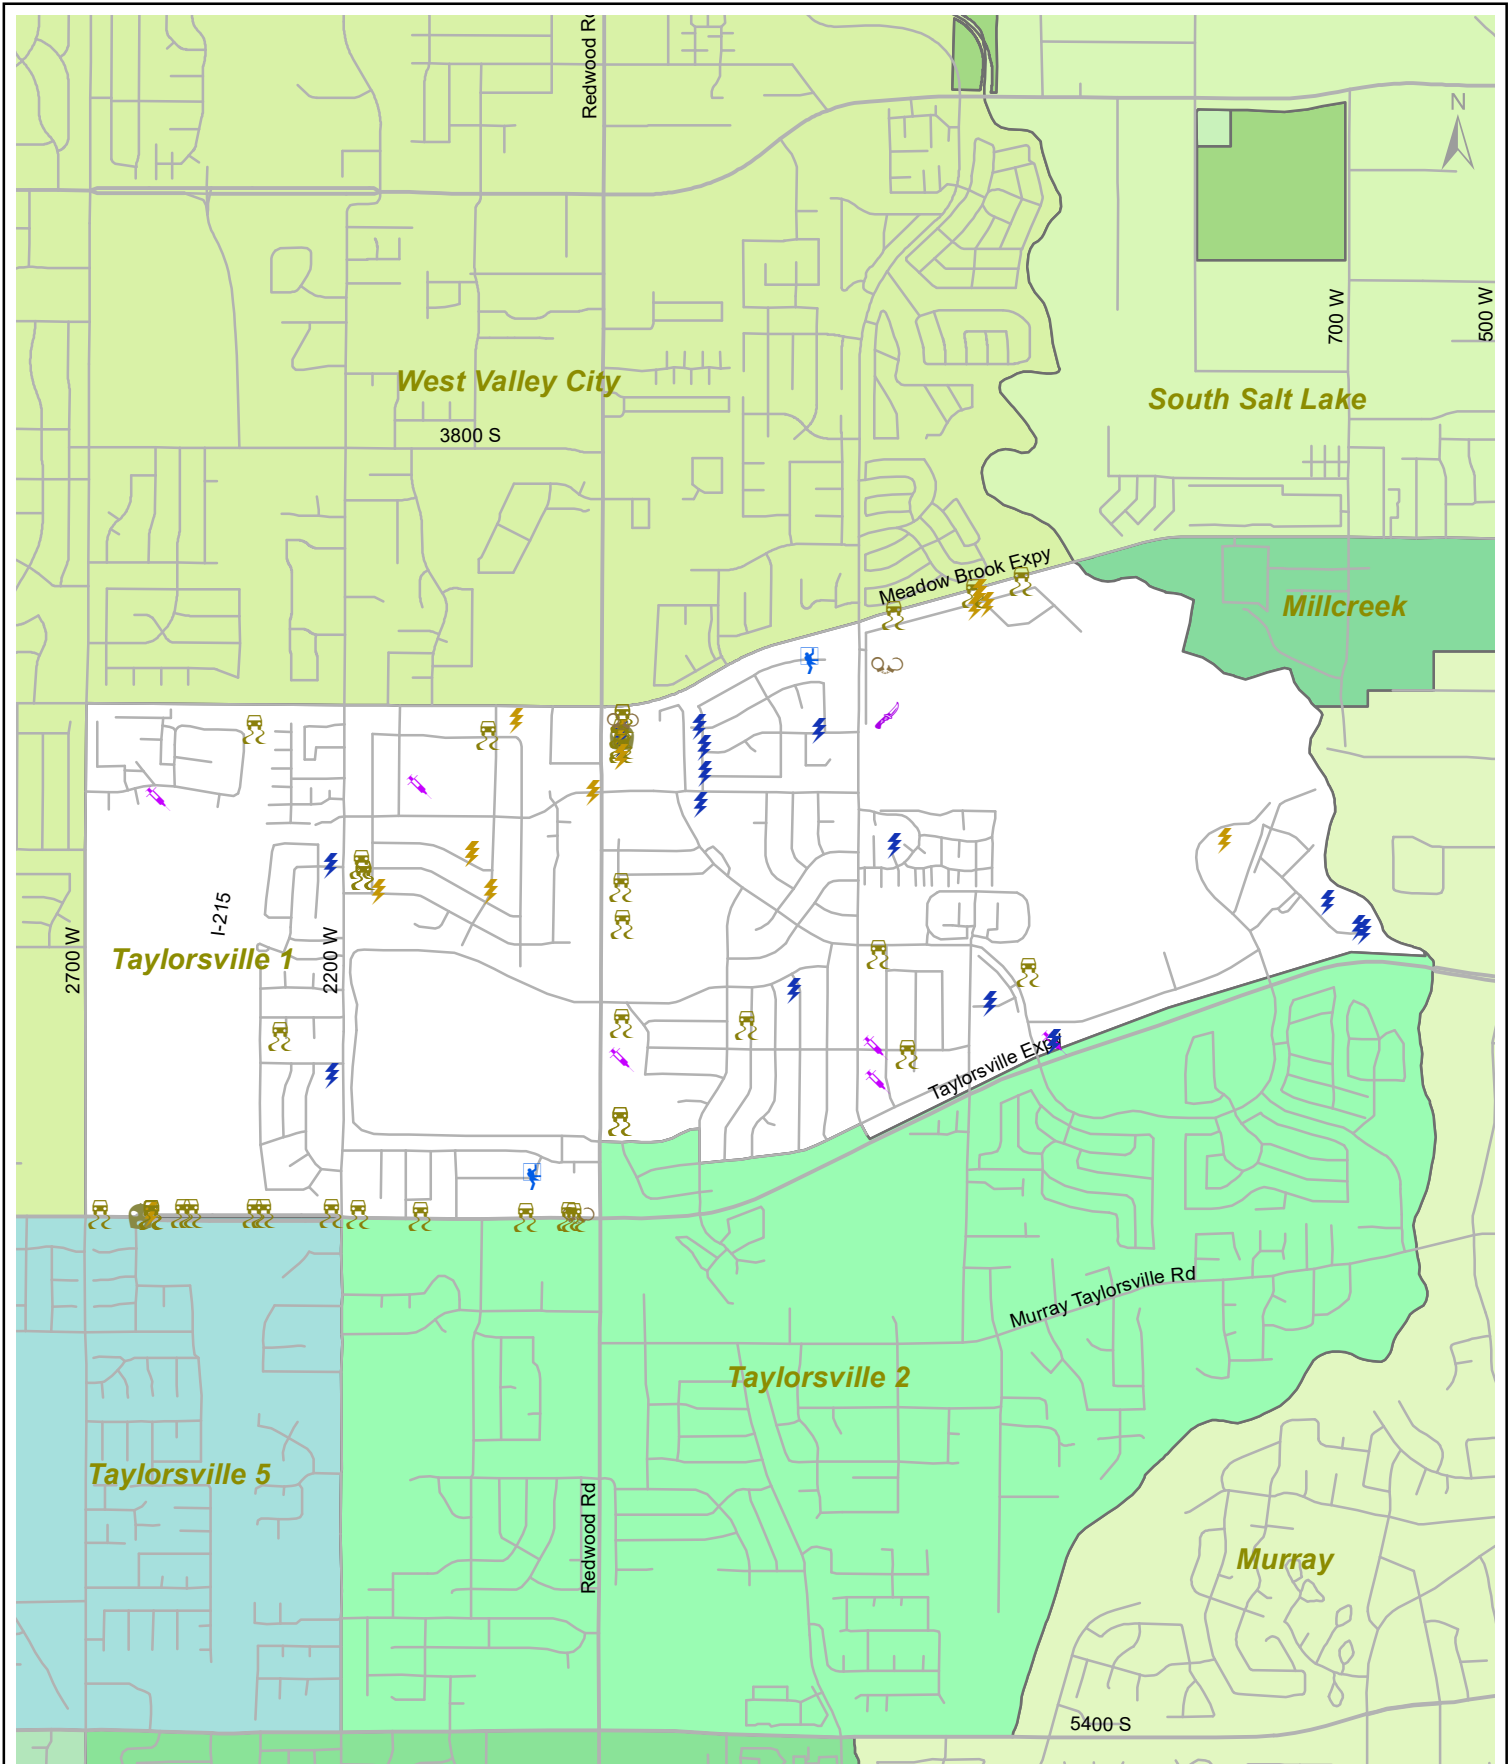 Redwood Rd
N
700 W
500 W
West Valley City
South Salt Lake
3800 S
Meadow Brook Expy
Millcreek
I-215
2700 W
Taylorsville 1
2200 W
Taylorsville Expy
Murray Taylorsville Rd
Taylorsville 2
Taylorsville 5
Redwood Rd
Murray
5400 S